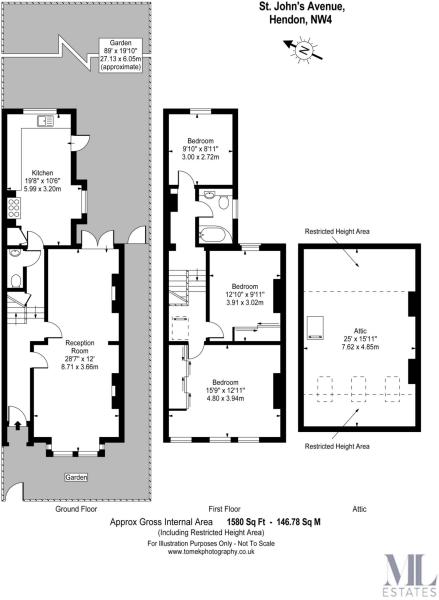 St. John's Avenue,
Hendon, NW4
N
Garden
89' x 19'10"
27.13 x 6.05m
(approximate)
Kitchen
19'8" x 10'6"
5.99 x 3.20m
Reception
Room
28'7" x 12'
8.71 x 3.66m
Garden
Ground Floor
Bedroom
9'10" x 8'11"
3.00 x 2.72m
Bedroom
12'10" x 9'11"
3.91 x 3.02m
Bedroom
15'9" x 12'11"
4.80 x 3.94m
First Floor
Restricted Height Area
Attic
25' x 15'11"
7.62 x 4.85m
Restricted Height Area
Attic
Approx Gross Internal Area 1580 Sq Ft - 146.78 Sq M
(Including Restricted Height Area)
For Illustration Purposes Only - Not To Scale
www.tomekphotography.co.uk
ML
ESTATES